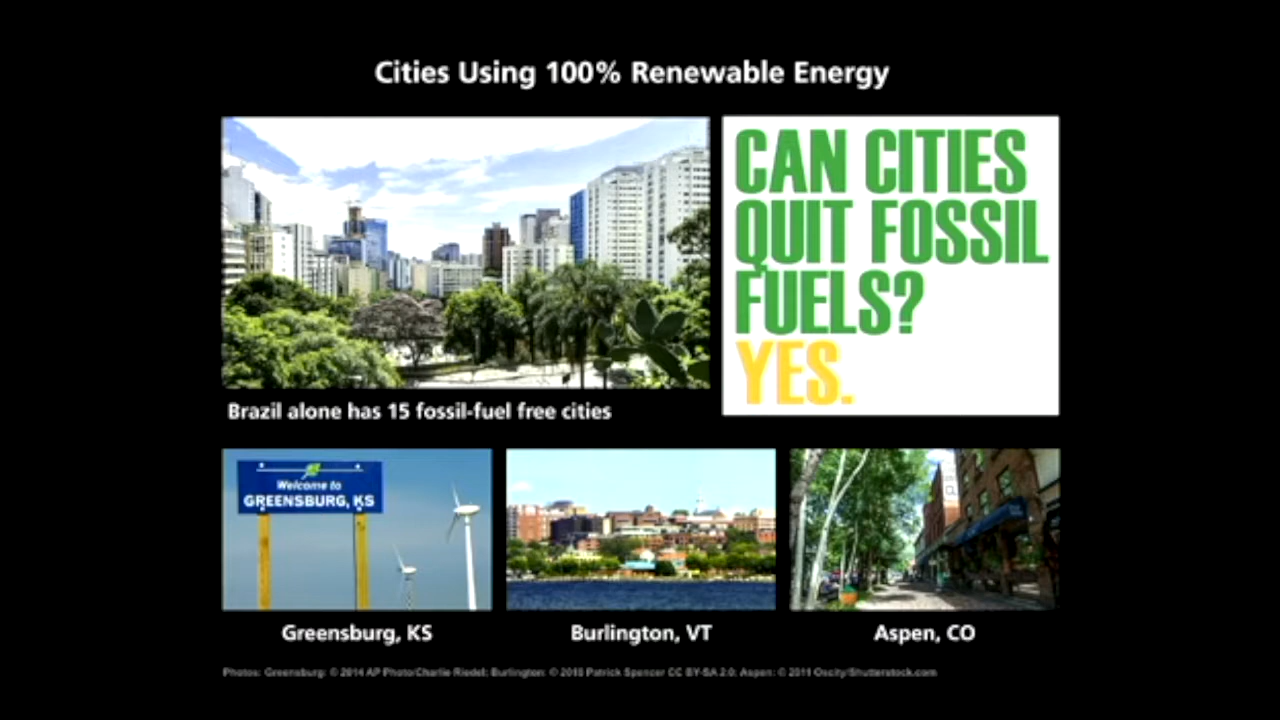 Cities Using 100% Renewable Energy
CAN CITIES
QUIT FOSSIL
FUELS?
YES.
Brazil alone has 15 fossil-fuel free cities
Welcome to
GREENSBURG, KS
Greensburg, KS
Burlington, VT
Aspen, CO
Photos: Greensburg: © 2014 AP Photo/Charlie Riedel; Burlington: © 2010 Patrick Spencer CC BY-SA 2.0; Aspen: © 2011 Oscity/Shutterstock.com